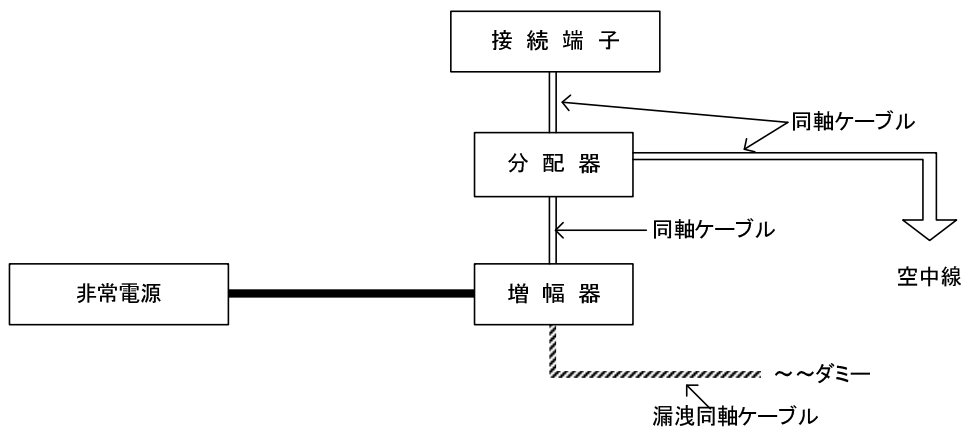 接続端子
同軸ケーブル
分配器
同軸ケーブル
空中線
非常電源
増幅器
～～ダミー
漏洩同軸ケーブル